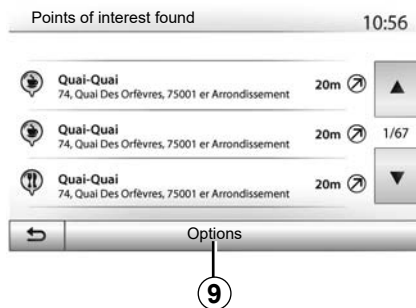 Points of interest found 10:56
Quai-Quai
74, Quai Des Orfèvres, 75001 er Arrondissement 20m
Quai-Quai
74, Quai Des Orfèvres, 75001 er Arrondissement 20m 1/67
Quai-Quai
74, Quai Des Orfèvres, 75001 er Arrondissement 20m
Options
9